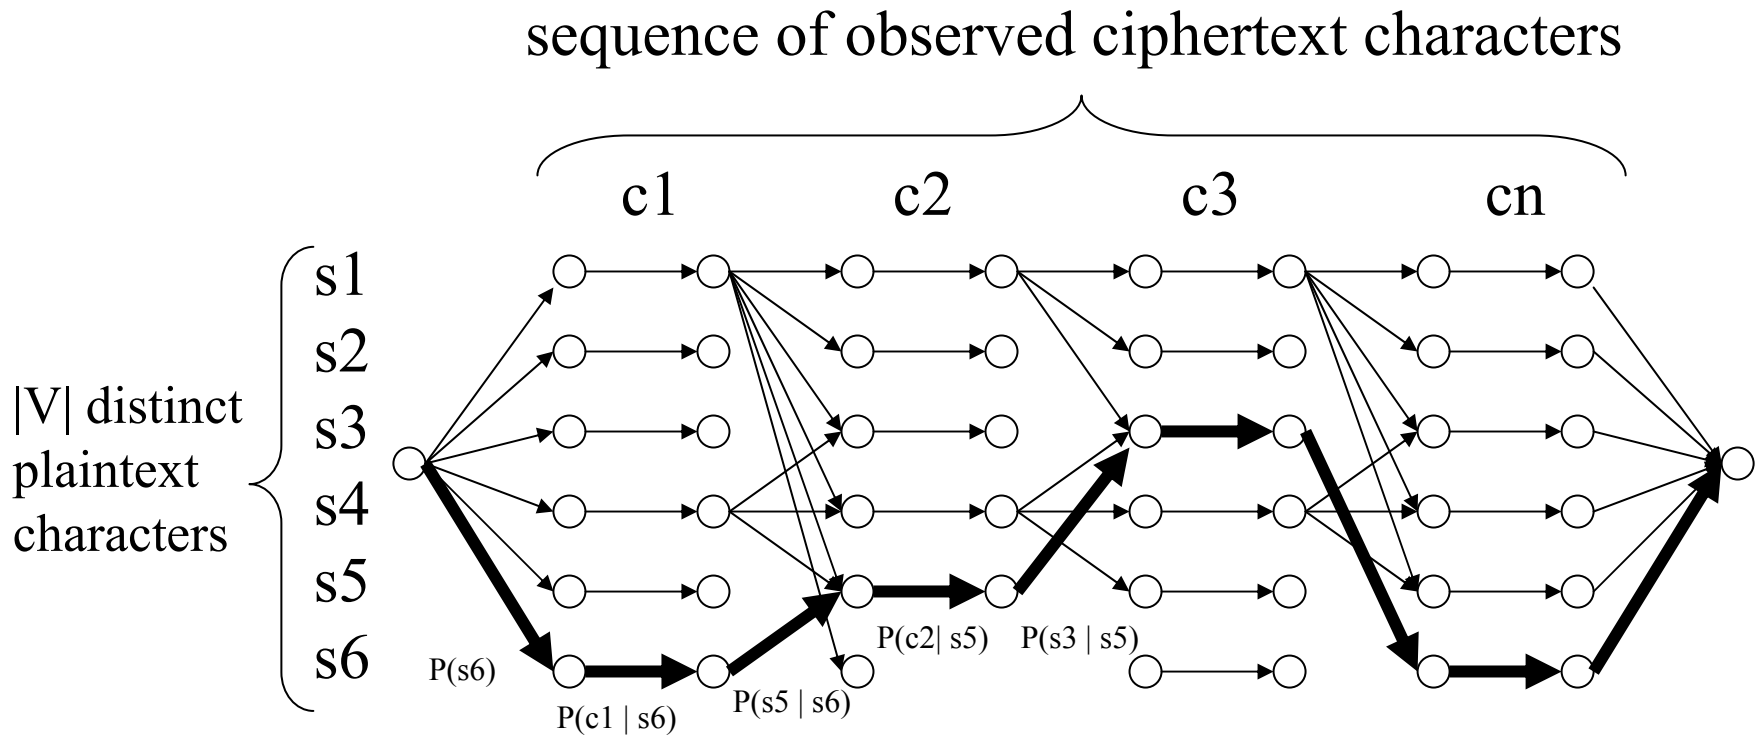 sequence of observed ciphertext characters
c1 c2 c3 cn
s1
s2
s3
s4
s5
s6
|V| distinct
plaintext
characters
P(s6)
P(c1 | s6)
P(s5 | s6)
P(c2| s5)
P(s3 | s5)